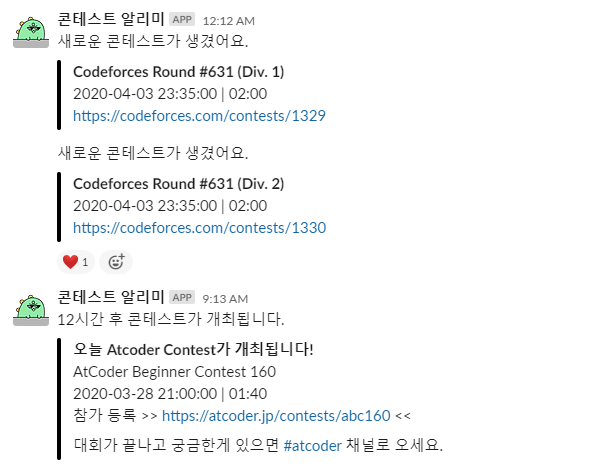 콘테스트 알리미 APP 12:12 AM
새로운 콘테스트가 생겼어요.
Codeforces Round #631 (Div. 1)
2020-04-03 23:35:00 | 02:00
https://codeforces.com/contests/1329
새로운 콘테스트가 생겼어요.
Codeforces Round #631 (Div. 2)
2020-04-03 23:35:00 | 02:00
https://codeforces.com/contests/1330
1
콘테스트 알리미 APP 9:13 AM
12시간 후 콘테스트가 개최됩니다.
오늘 Atcoder Contest가 개최됩니다!
AtCoder Beginner Contest 160
2020-03-28 21:00:00 | 01:40
참가 등록 >> https://atcoder.jp/contests/abc160 <<
대회가 끝나고 궁금한게 있으면 #atcoder 채널로 오세요.